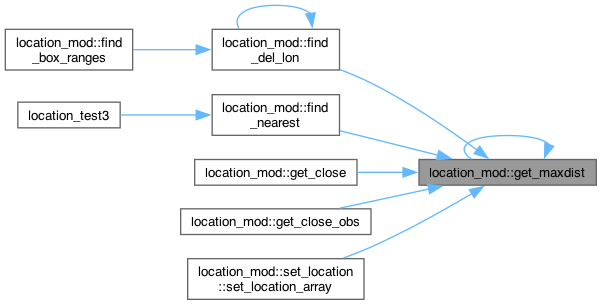 location_mod::find
_box_ranges
location_mod::find
_del_lon
location_test3
location_mod::find
_nearest
location_mod::get_close
location_mod::get_maxdist
location_mod::get_close_obs
location_mod::set_location
::set_location_array